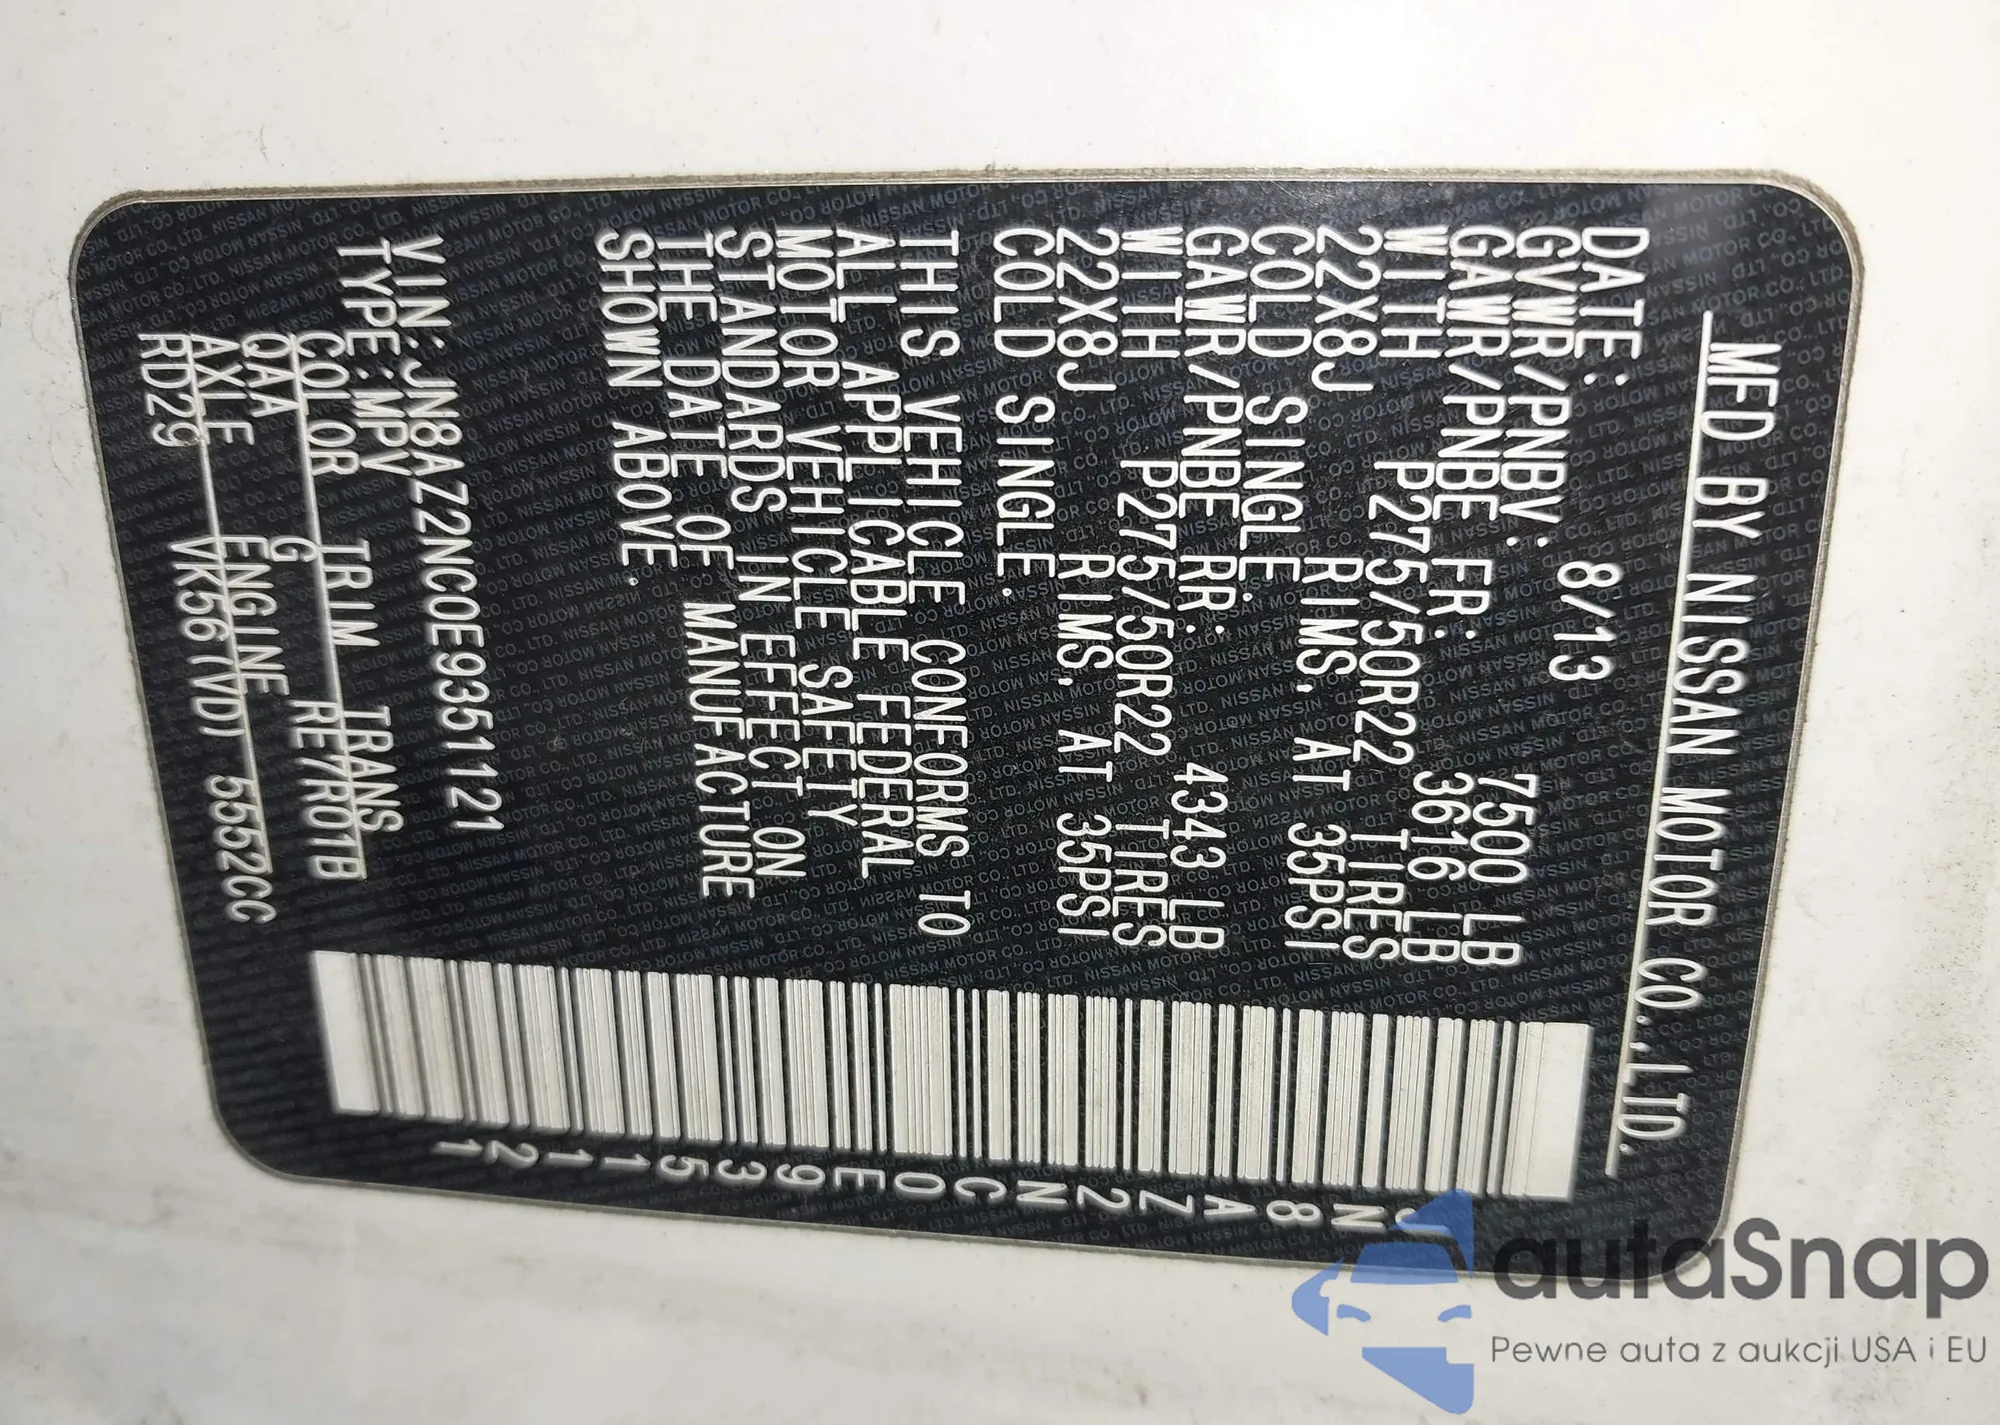 MFD BY NISSAN MOTOR CO.,LTD.
DATE: 8/13
GVWR/PNBV: 7500 LB
GAWR/PNBE FR: 3616 LB
WITH P275/50R22 TIRES
22X8J RIMS, AT 35PSI
COLD SINGLE.
GAWR/PNBE RR: 4343 LB
WITH P275/50R22 TIRES
22X8J RIMS, AT 35PSI
COLD SINGLE.
THIS VEHICLE CONFORMS TO
ALL APPLICABLE FEDERAL
MOTOR VEHICLE SAFETY
STANDARDS IN EFFECT ON
THE DATE OF MANUFACTURE
SHOWN ABOVE.
VIN:JN8AZ2NC0E9351121
TYPE:MPV
COLOR TRIM TRANS
QAA G RE7R01B
AXLE ENGINE
RD29 VK56(VD) 5552CC
JN8AZ2NC0E9351121
autaSnap
Pewne auta z aukcji USA i EU